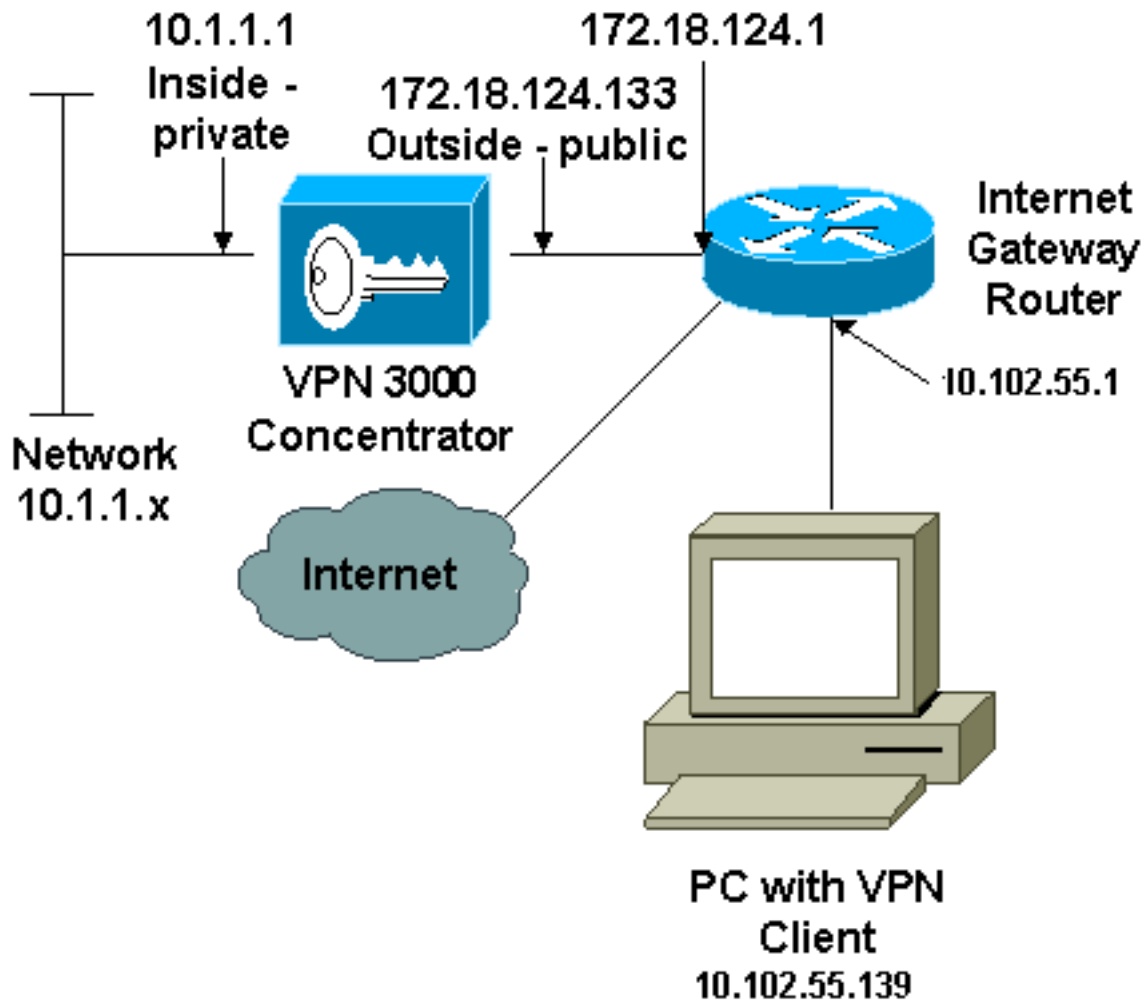 10.1.1.1
Inside -
private
172.18.124.133
Outside - public
172.18.124.1
Internet
Gateway
Router
10.102.55.1
VPN 3000
Concentrator
Network
10.1.1.x
Internet
PC with VPN
Client
10.102.55.139